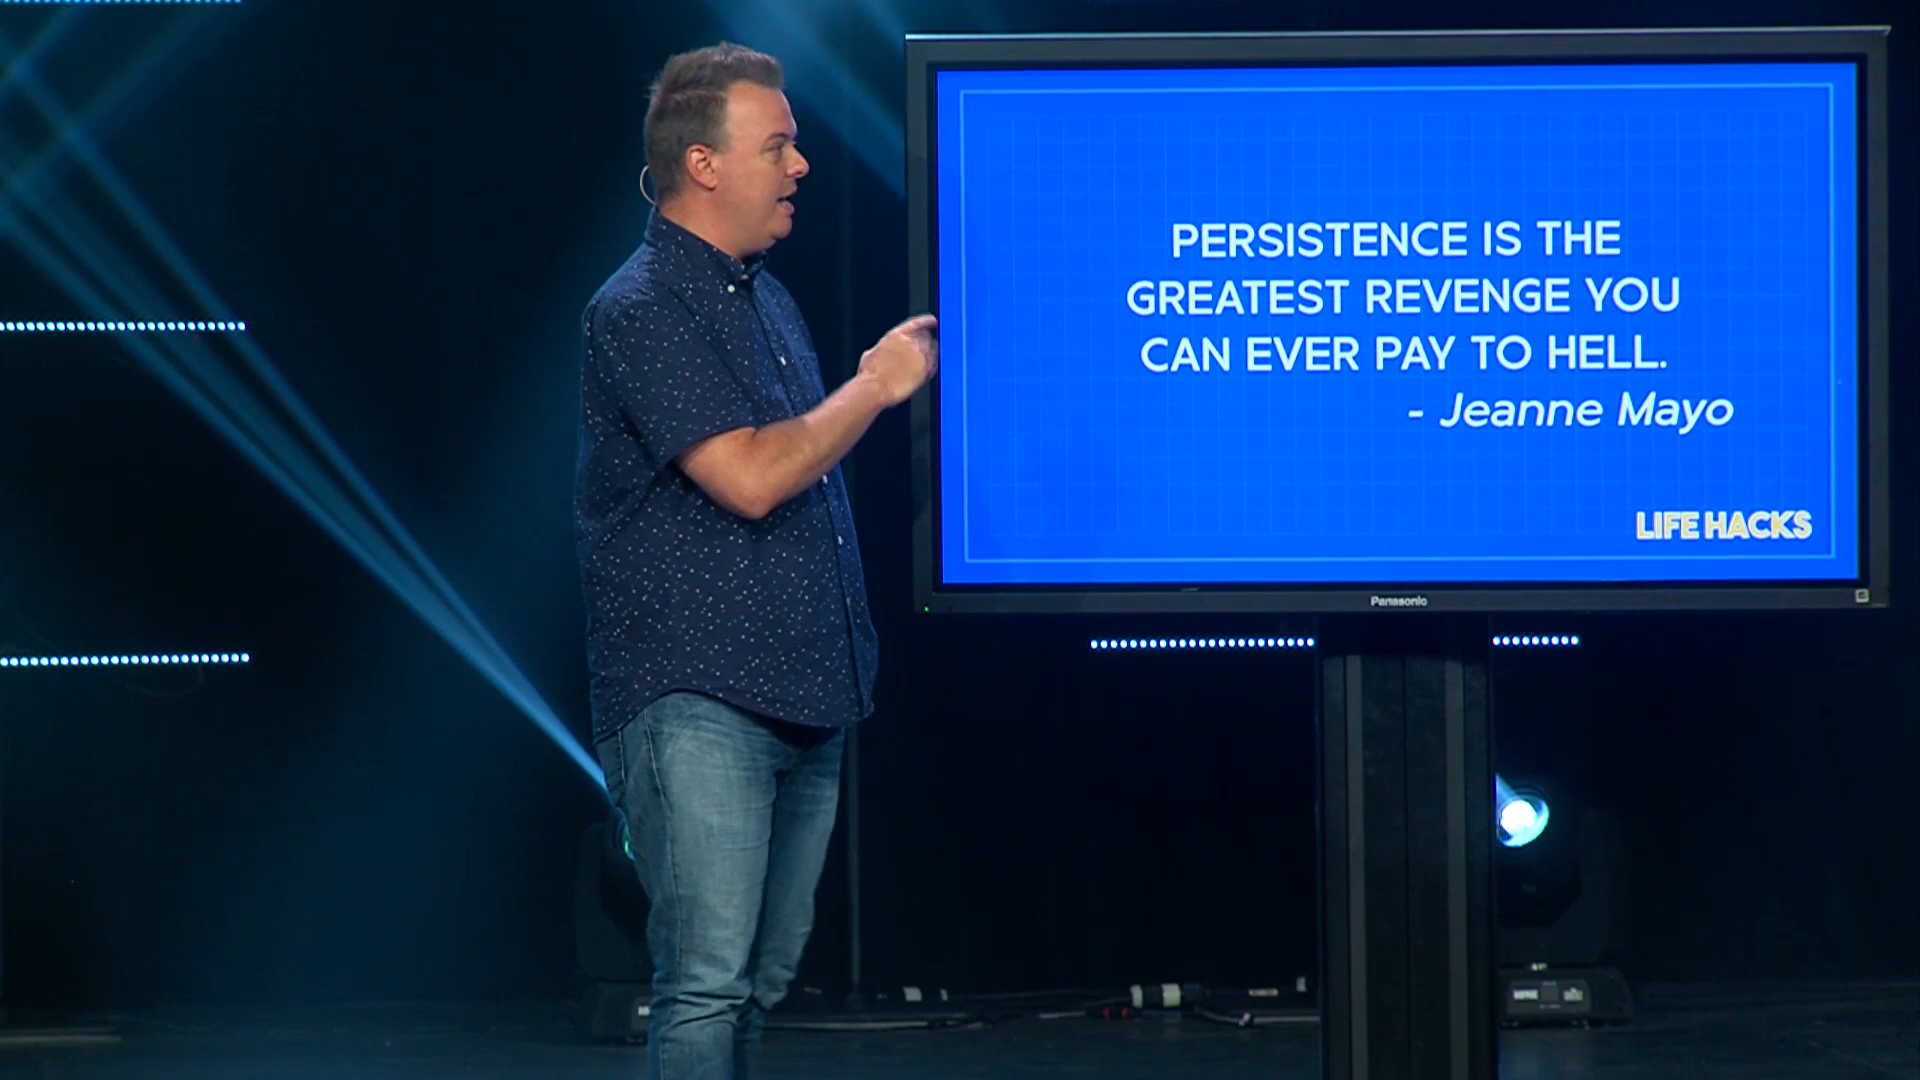 PERSISTENCE IS THE
GREATEST REVENGE YOU
CAN EVER PAY TO HELL.
- Jeanne Mayo
LIFE HACKS
Panasonic